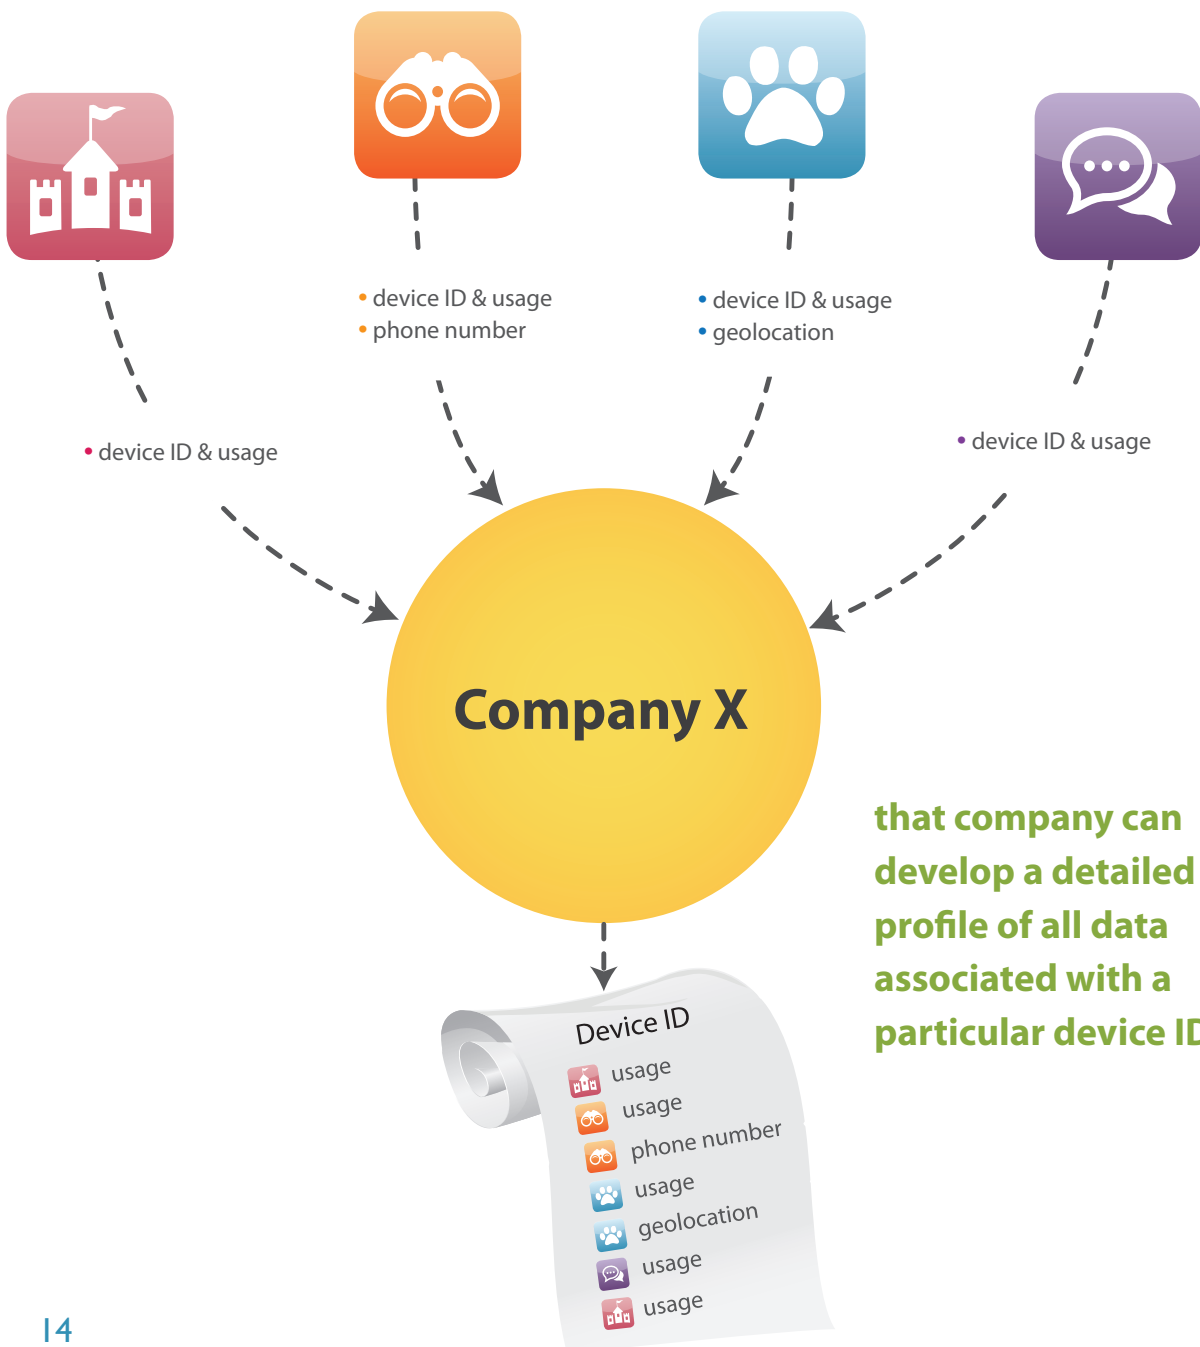 • device ID & usage
• phone number
• device ID & usage
• geolocation
• device ID & usage
• device ID & usage
Company X
that company can
develop a detailed
profile of all data
associated with a
particular device ID
Device ID
usage
usage
phone number
usage
geolocation
usage
usage
14